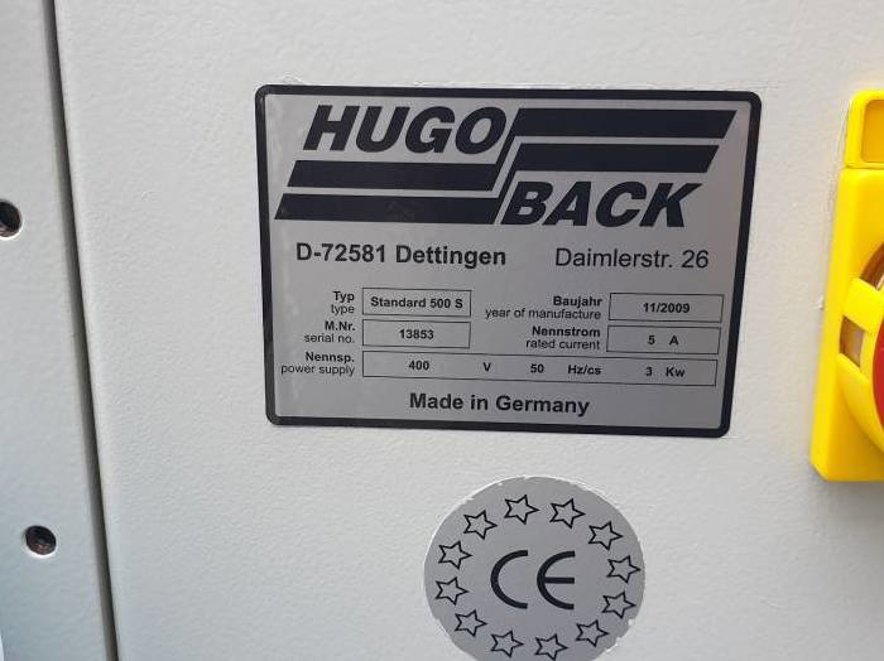 HUGO
BACK
D-72581 Dettingen Daimlerstr. 26
Typ
type
Standard 500 S
Baujahr
year of manufacture
11/2009
M.Nr.
serial no.
13853
Nennstrom
rated current
5 A
Nennsp.
power supply
400 V 50 Hz/cs 3 Kw
Made in Germany
CE